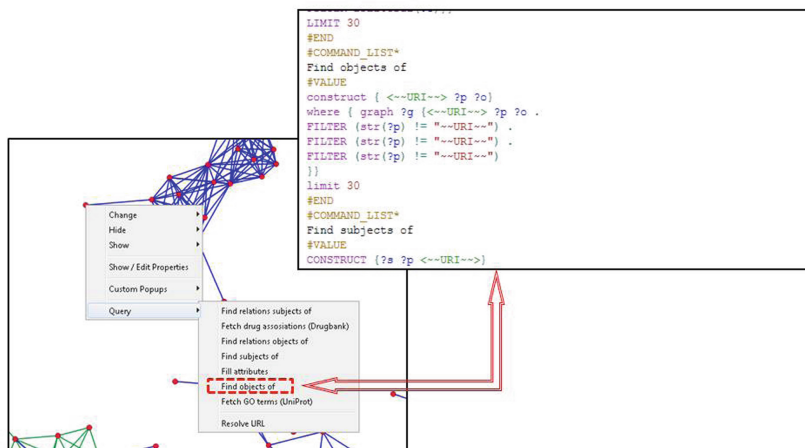 LIMIT 30
#END
#COMMAND_LIST*
Find objects of
#VALUE
construct { <~~URI~~> ?p ?o}
where { graph ?g {<~~URI~~> ?p ?o .
FILTER (str(?p) != "~~URI~~") .
FILTER (str(?p) != "~~URI~~") .
FILTER (str(?p) != "~~URI~~")
}}
limit 30
#END
#COMMAND_LIST*
Find subjects of
#VALUE
CONSTRUCT {?s ?p <~~URI~~>}
Change
Hide
Show
Show / Edit Properties
Custom Popups
Query
Find relations subjects of
Fetch drug assosiations (Drugbank)
Find relations objects of
Find subjects of
Fill attributes
Find objects of
Fetch GO terms (UniProt)
Resolve URL